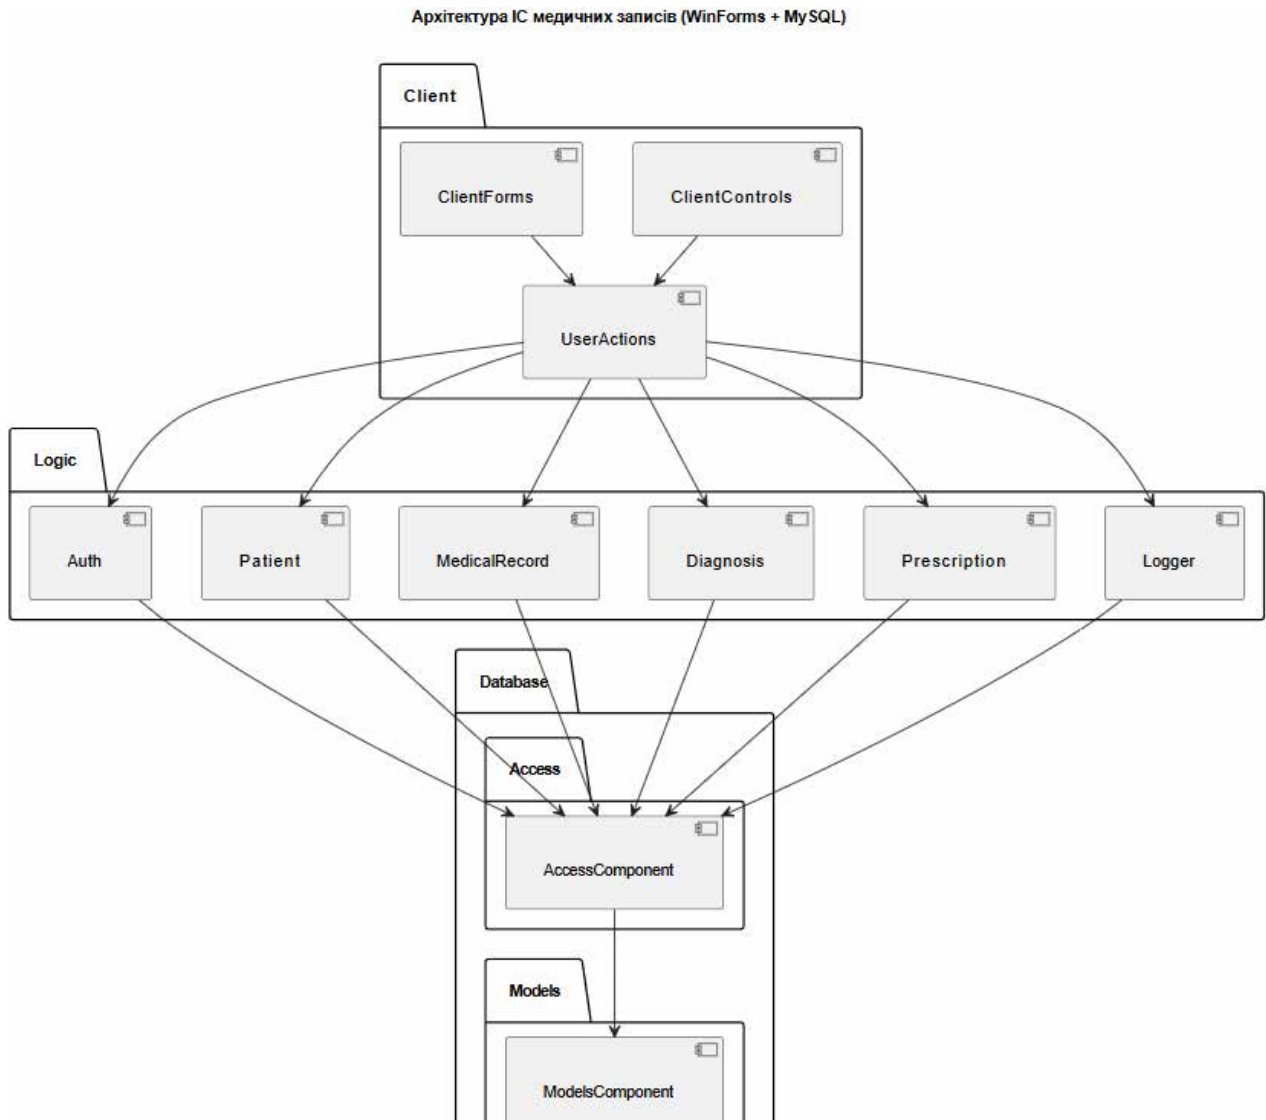 Архітектура ІС медичних записів (WinForms + MySQL)
Client
ClientForms
ClientControls
UserActions
Logic
Auth
Patient
MedicalRecord
Diagnosis
Prescription
Logger
Database
Access
AccessComponent
Models
ModelsComponent